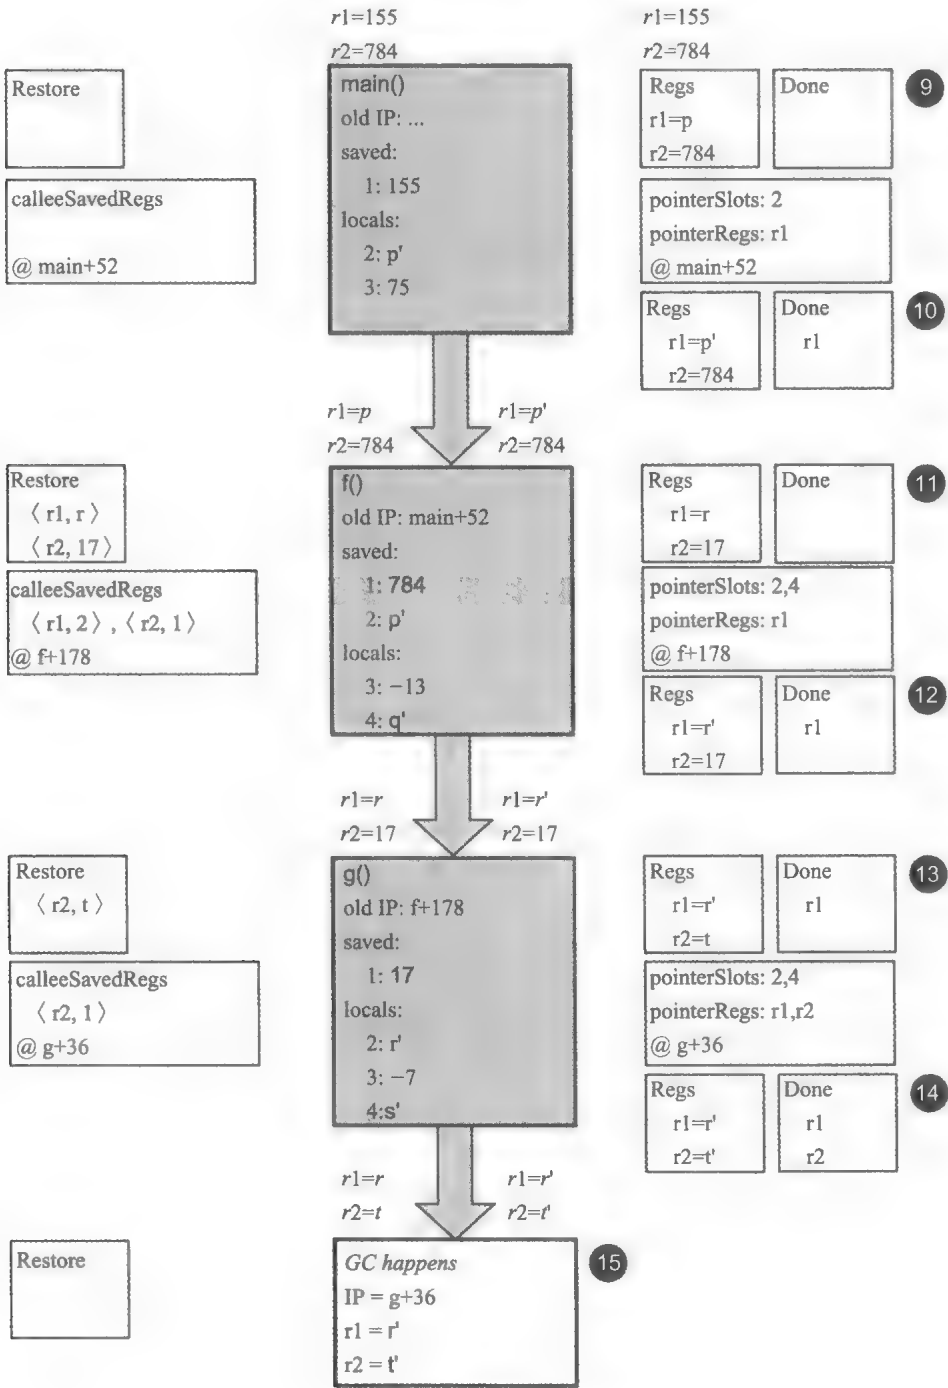 r1=155
r2=784
r1=155
r2=784
Restore
calleeSavedRegs
@ main+52
main()
old IP: ...
saved:
1: 155
locals:
2: p'
3: 75
Regs
r1=p
r2=784
Done
9
pointerSlots: 2
pointerRegs: r1
@ main+52
Regs
r1=p'
r2=784
Done
r1
10
r1=p
r2=784
r1=p'
r2=784
Restore
〈 r1, r 〉
〈 r2, 17 〉
calleeSavedRegs
〈 r1, 2 〉, 〈 r2, 1 〉
@ f+178
f()
old IP: main+52
saved:
1: 784
2: p'
locals:
3: −13
4: q'
Regs
r1=r
r2=17
Done
11
pointerSlots: 2,4
pointerRegs: r1
@ f+178
Regs
r1=r'
r2=17
Done
r1
12
r1=r
r2=17
r1=r'
r2=17
Restore
〈 r2, t 〉
calleeSavedRegs
〈 r2, 1 〉
@ g+36
g()
old IP: f+178
saved:
1: 17
locals:
2: r'
3: −7
4:s'
Regs
r1=r'
r2=t
Done
r1
13
pointerSlots: 2,4
pointerRegs: r1,r2
@ g+36
Regs
r1=r'
r2=t'
Done
r1
r2
14
r1=r
r2=t
r1=r'
r2=t'
Restore
GC happens
IP = g+36
r1 = r'
r2 = t'
15